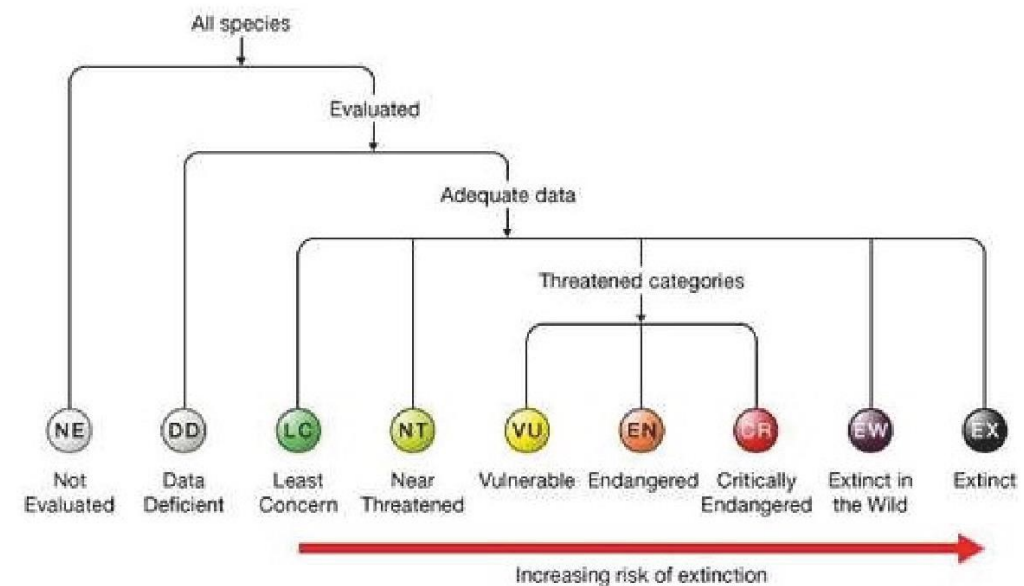 All species
Evaluated
Adequate data
Threatened categories
NE
DD
LC
NT
VU
EN
CR
EW
EX
Not
Evaluated
Data
Deficient
Least
Concern
Near
Threatened
Vulnerable
Endangered
Critically
Endangered
Extinct in
the Wild
Extinct
Increasing risk of extinction